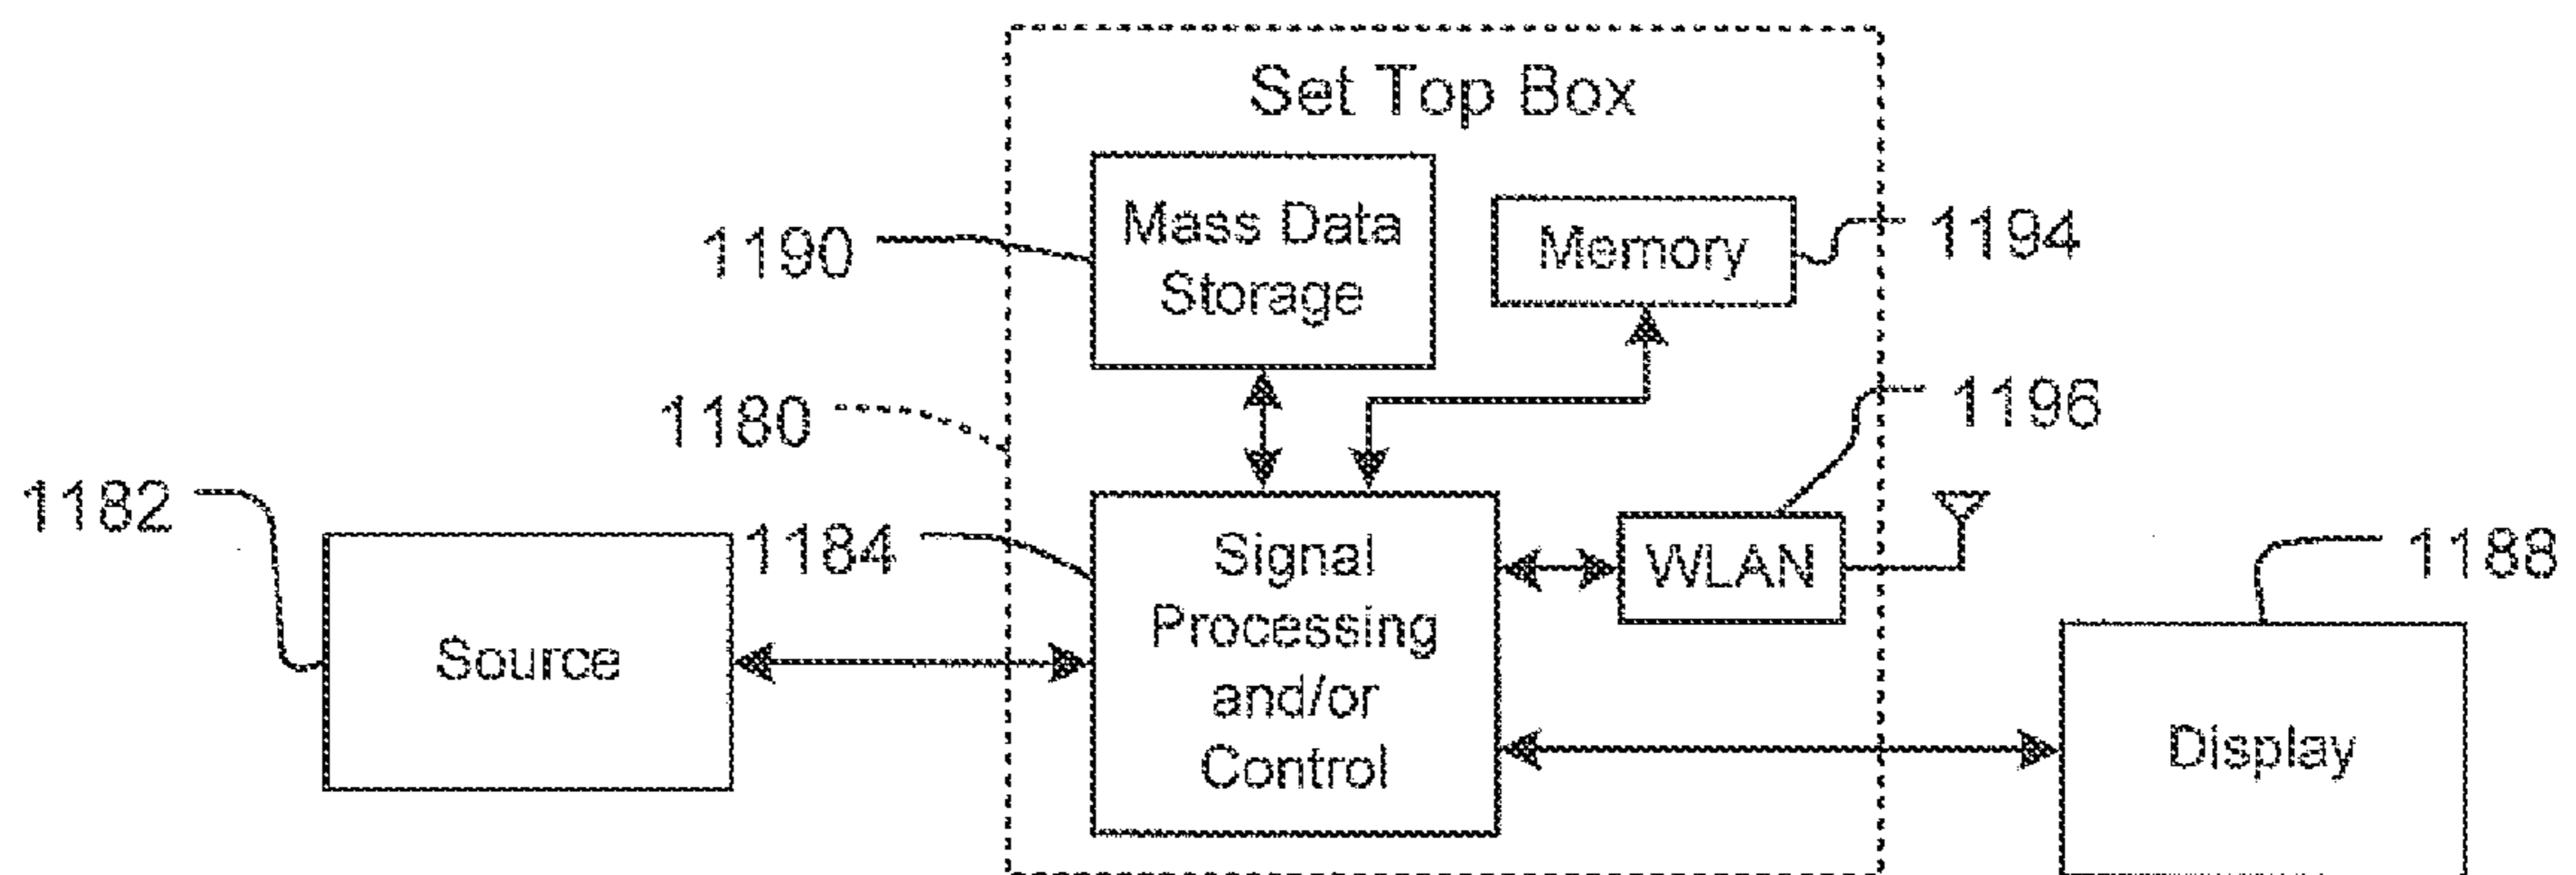 Set Top Box
Mass Data
Storage
1190
Memory
1194
1180
1196
1182
1184
Signal
Processing
and/or
Control
WLAN
1188
Source
Display